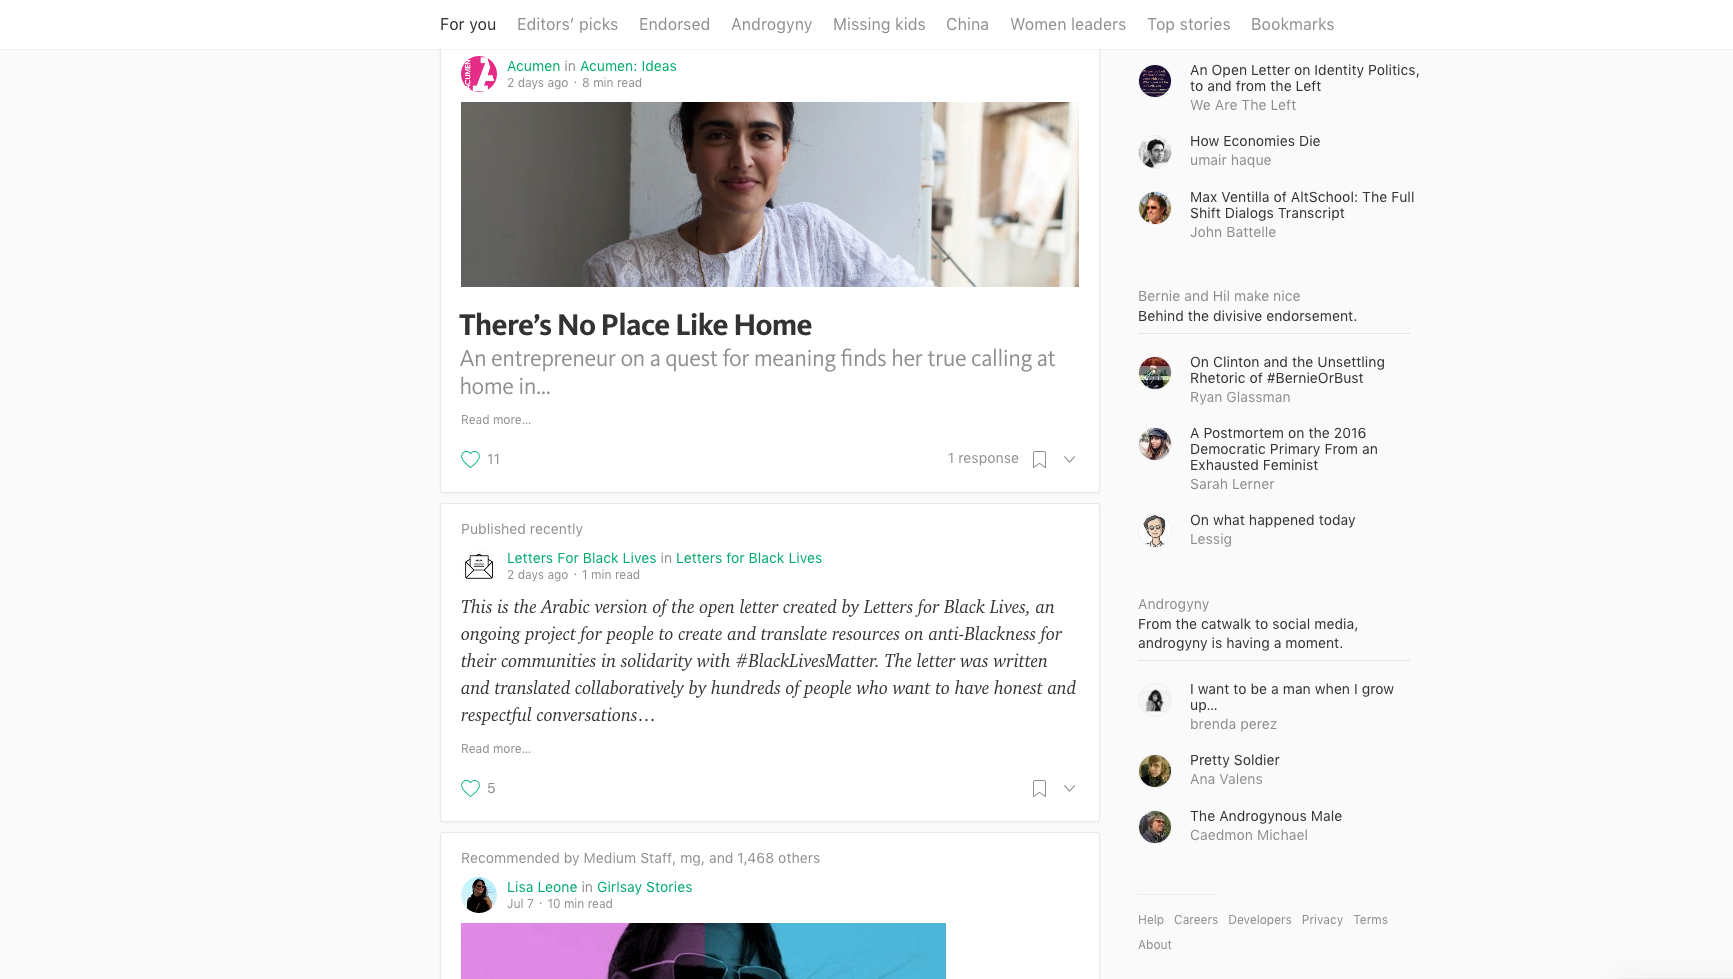 For you Editors’ picks Endorsed Androgyny Missing kids China Women leaders Top stories Bookmarks
ACUMEN
Acumen in Acumen: Ideas
2 days ago · 8 min read
There’s No Place Like Home
An entrepreneur on a quest for meaning finds her true calling at
home in...
Read more...
11
1 response
Published recently
Letters For Black Lives in Letters for Black Lives
2 days ago · 1 min read
This is the Arabic version of the open letter created by Letters for Black Lives, an
ongoing project for people to create and translate resources on anti-Blackness for
their communities in solidarity with #BlackLivesMatter. The letter was written
and translated collaboratively by hundreds of people who want to have honest and
respectful conversations…
Read more...
5
Recommended by Medium Staff, mg, and 1,468 others
Lisa Leone in Girlsay Stories
Jul 7 · 10 min read
An Open Letter on Identity Politics,
to and from the Left
We Are The Left
How Economies Die
umair haque
Max Ventilla of AltSchool: The Full
Shift Dialogs Transcript
John Battelle
Bernie and Hil make nice
Behind the divisive endorsement.
On Clinton and the Unsettling
Rhetoric of #BernieOrBust
Ryan Glassman
A Postmortem on the 2016
Democratic Primary From an
Exhausted Feminist
Sarah Lerner
On what happened today
Lessig
Androgyny
From the catwalk to social media,
androgyny is having a moment.
I want to be a man when I grow
up...
brenda perez
Pretty Soldier
Ana Valens
The Androgynous Male
Caedmon Michael
Help Careers Developers Privacy Terms
About